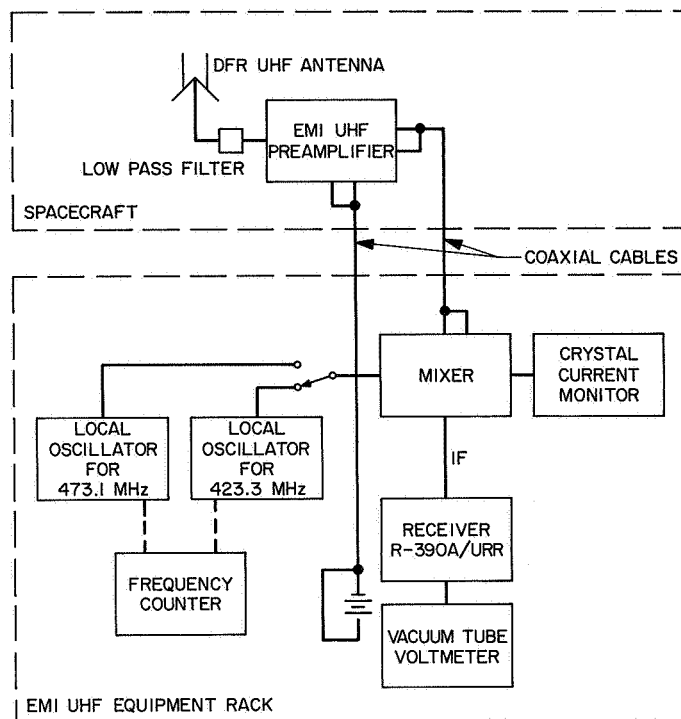 DFR UHF ANTENNA
EMI UHF
PREAMPLIFIER
LOW PASS FILTER
SPACECRAFT
COAXIAL CABLES
MIXER
CRYSTAL
CURRENT
MONITOR
LOCAL
OSCILLATOR
FOR
473.1 MHz
LOCAL
OSCILLATOR
FOR
423.3 MHz
IF
RECEIVER
R-390A/URR
FREQUENCY
COUNTER
VACUUM TUBE
VOLTMETER
EMI UHF EQUIPMENT RACK